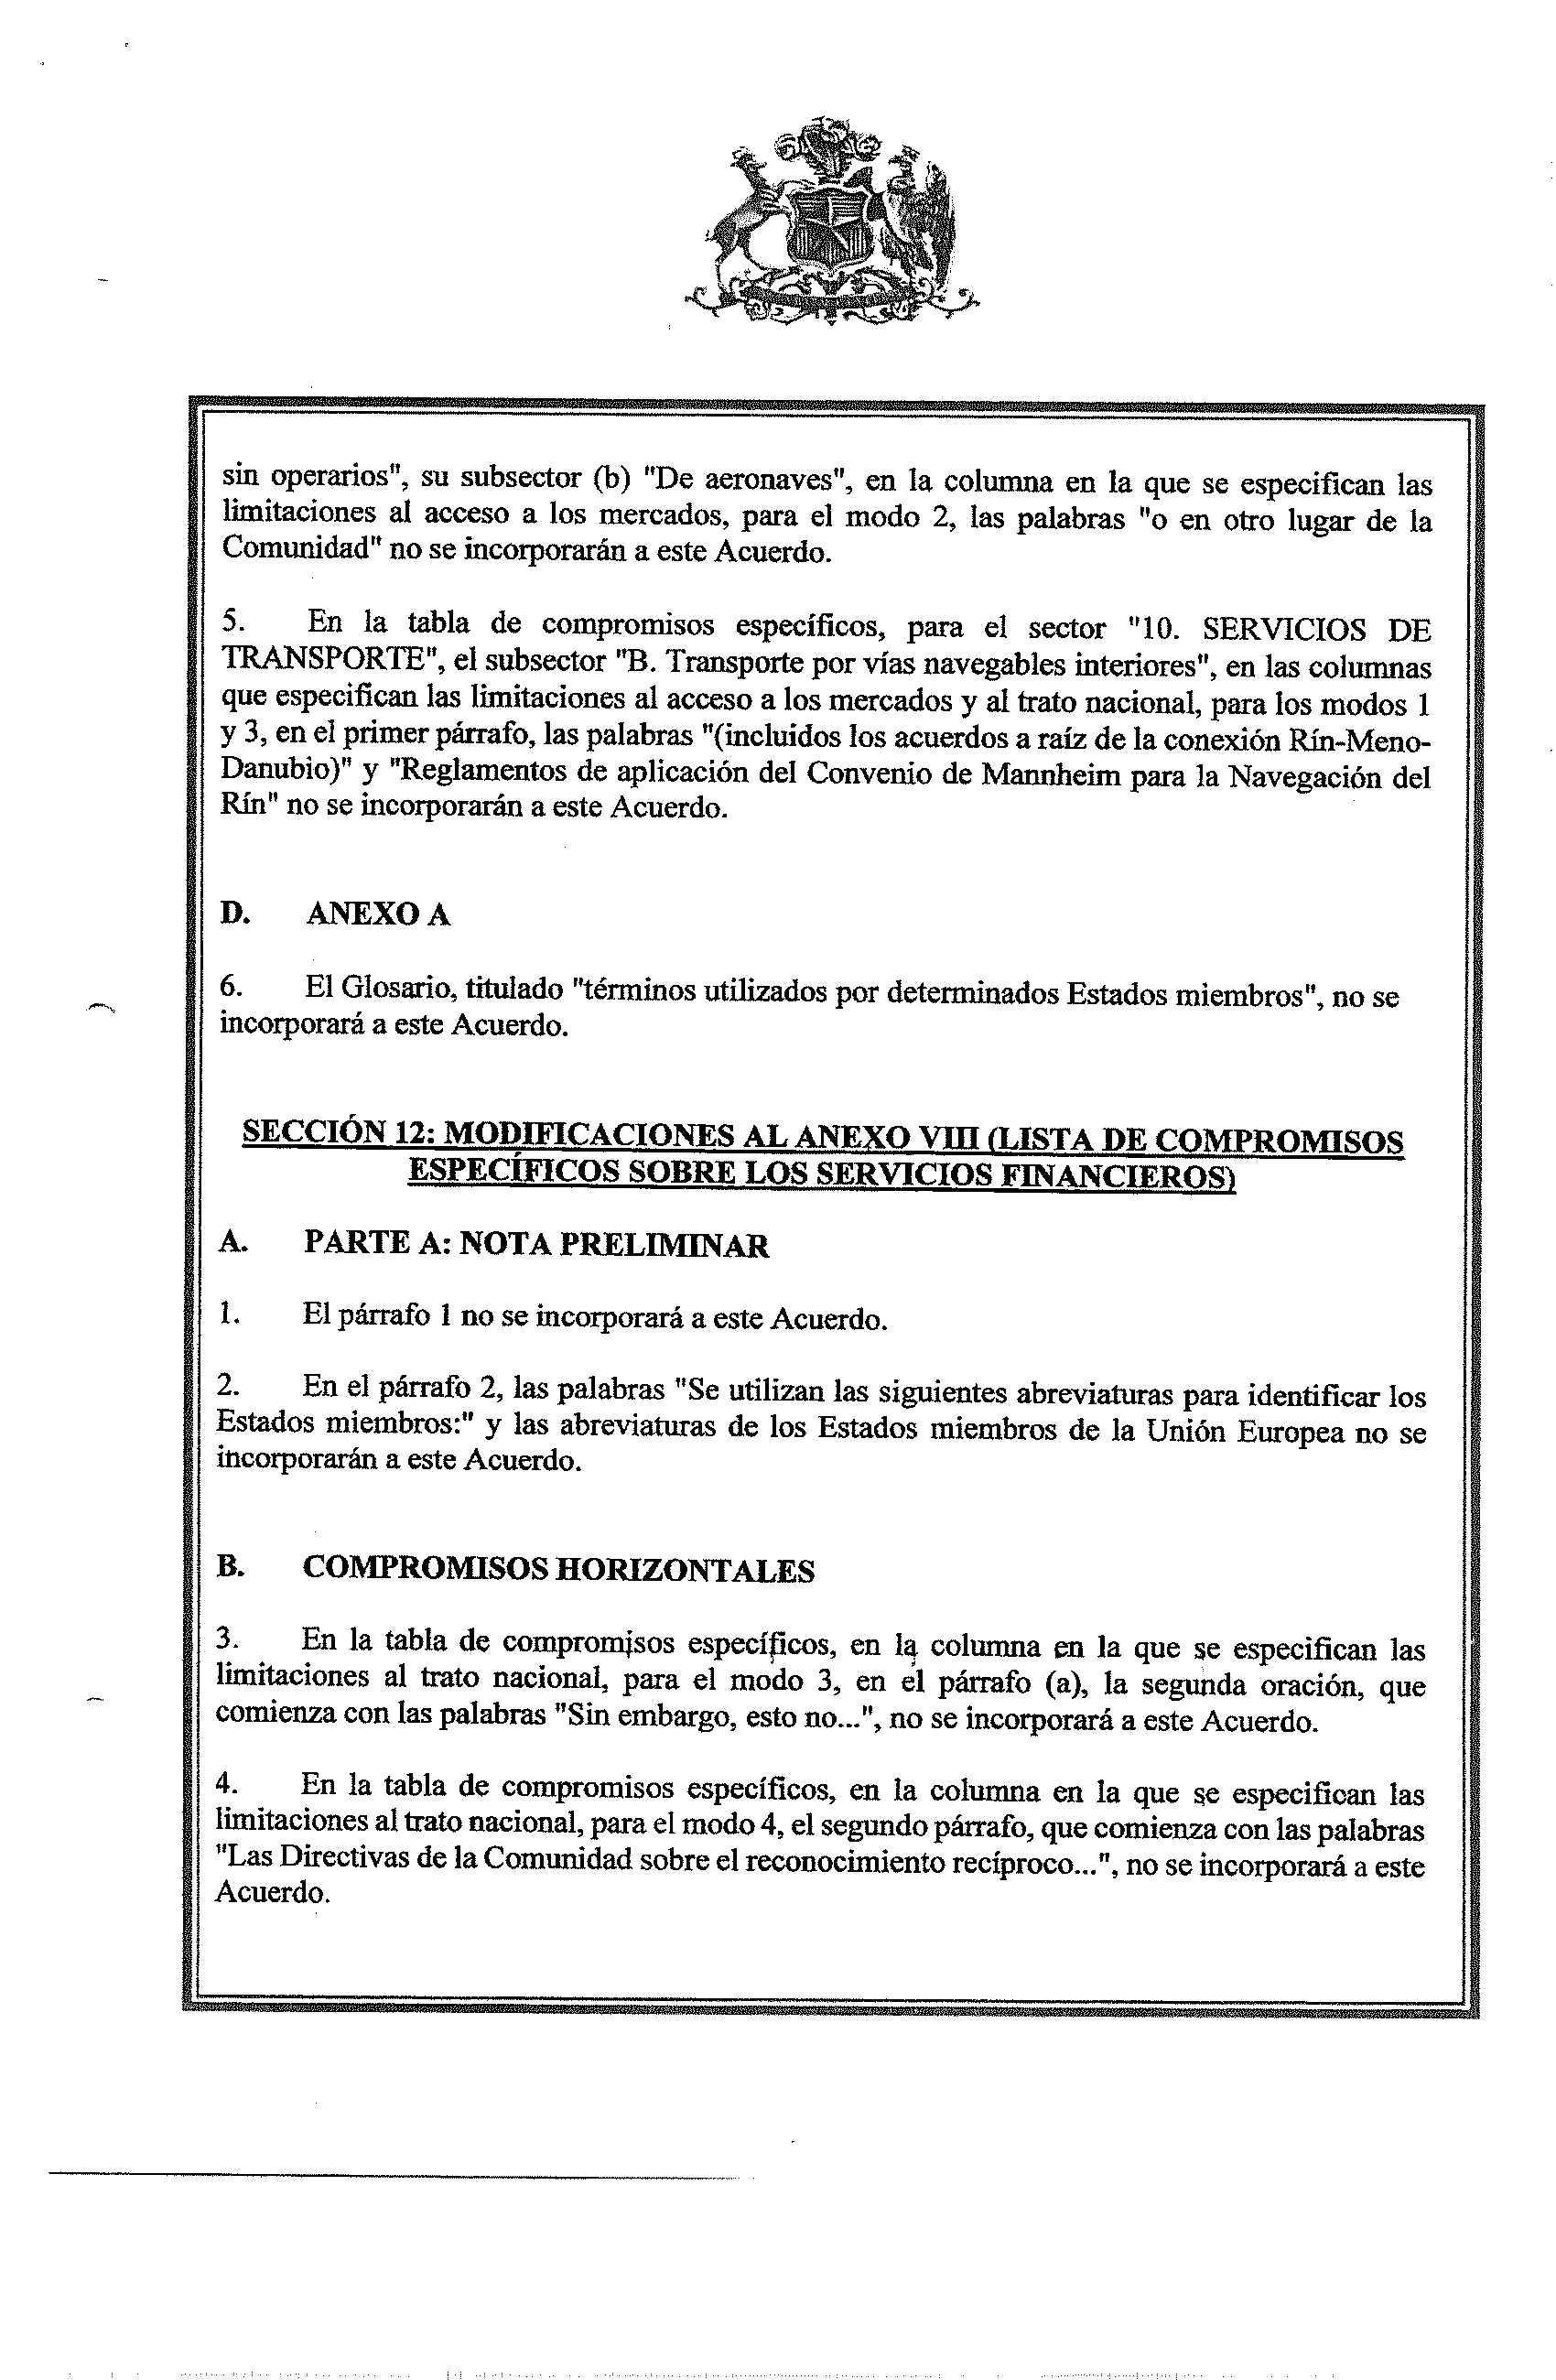 sin operarios", su subsector (b) "De aeronaves", en la columna en la que se especifican las
limitaciones al acceso a los mercados, para el modo 2, las palabras "o en otro lugar de la
Comunidad" no se incorporarán a este Acuerdo.
5. En la tabla de compromisos específicos, para el sector "10. SERVICIOS DE
TRANSPORTE", el subsector "B. Transporte por vías navegables interiores", en las columnas
que especifican las limitaciones al acceso a los mercados y al trato nacional, para los modos 1
y 3, en el primer párrafo, las palabras "(incluidos los acuerdos a raíz de la conexión Rín-Meno-
Danubio)" y "Reglamentos de aplicación del Convenio de Mannheim para la Navegación del
Rín" no se incorporarán a este Acuerdo.
D. ANEXO A
6. El Glosario, titulado "términos utilizados por determinados Estados miembros", no se
incorporará a este Acuerdo.
SECCIÓN 12: MODIFICACIONES AL ANEXO VIII (LISTA DE COMPROMISOS
ESPECÍFICOS SOBRE LOS SERVICIOS FINANCIEROS)
A. PARTE A: NOTA PRELIMINAR
1. El párrafo 1 no se incorporará a este Acuerdo.
2. En el párrafo 2, las palabras "Se utilizan las siguientes abreviaturas para identificar los
Estados miembros:" y las abreviaturas de los Estados miembros de la Unión Europea no se
incorporarán a este Acuerdo.
B. COMPROMISOS HORIZONTALES
3. En la tabla de compromisos específicos, en la columna en la que se especifican las
limitaciones al trato nacional, para el modo 3, en el párrafo (a), la segunda oración, que
comienza con las palabras "Sin embargo, esto no...", no se incorporará a este Acuerdo.
4. En la tabla de compromisos específicos, en la columna en la que se especifican las
limitaciones al trato nacional, para el modo 4, el segundo párrafo, que comienza con las palabras
"Las Directivas de la Comunidad sobre el reconocimiento recíproco...", no se incorporará a este
Acuerdo.